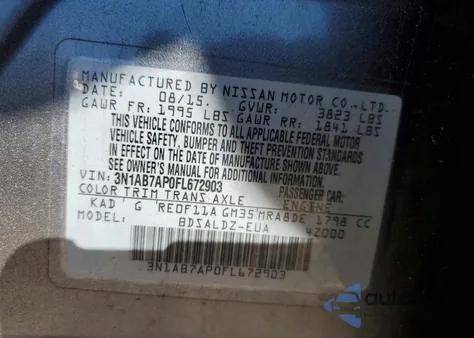 MANUFACTURED BY NISSAN MOTOR CO., LTD.
DATE: 08/15. GVWR: 3823 LBS
GAWR FR: 1995 LBS GAWR RR: 1841 LBS
THIS VEHICLE CONFORMS TO ALL APPLICABLE FEDERAL MOTOR
VEHICLE SAFETY, BUMPER AND THEFT PREVENTION STANDARDS
IN EFFECT ON THE DATE OF MANUFACTURE SHOWN ABOVE.
SEE OWNER'S MANUAL FOR ADDITIONAL INFORMATION
VIN: 3N1AB7AP0FL672903 PASSENGER CAR
COLOR TRIM TRANS AXLE ENGINE
KAD ' G 'RE0F11A GM35'MRA8DE 1798 CC
MODEL: BDSALDZ-EUA 42000
3N1AB7AP0FL672903